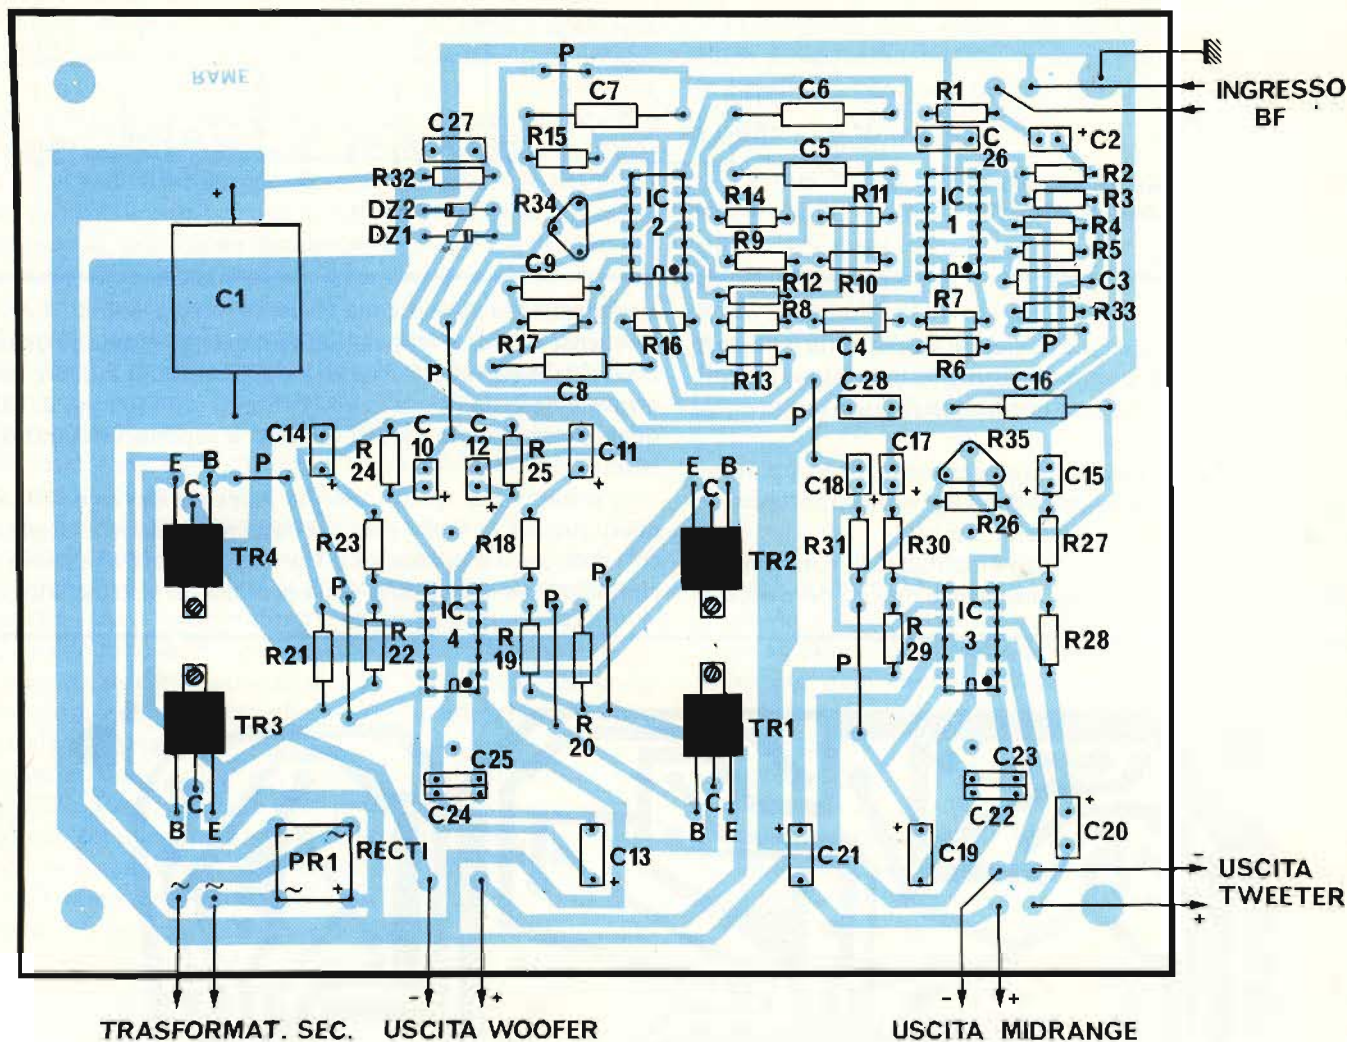 RAME
P
C7
C6
R1
INGRESSO
BF
C27
R15
C
26
+
C2
C5
R32
R2
R3
DZ2
DZ1
R34
IC
2
R14
R11
IC
1
R4
R5
+
R9
C9
R12
R10
C3
C1
R8
R7
R33
R17
R16
C4
P
R13
R6
P
C8
C28
C16
P
C14
R
24
C
10
C
12
R
25
C11
C17
R35
E
B
P
C
E
B
C
C18
C15
+
+
+
+
+
+
+
R26
R23
R18
R31
R30
R27
TR4
TR2
P
P
P
IC
4
IC
3
R21
R
22
R
19
R
29
R28
P
TR3
R
20
TR1
C25
C24
C23
C22
C
B
E
C
B
E
+
C20
PR1
-
~
~
+
RECTI
C13
+
+
C21
+
C19
~
~
-
USCITA
TWEETER
+
-
+
-
+
TRASFORMAT. SEC.
USCITA WOOFER
USCITA MIDRANGE